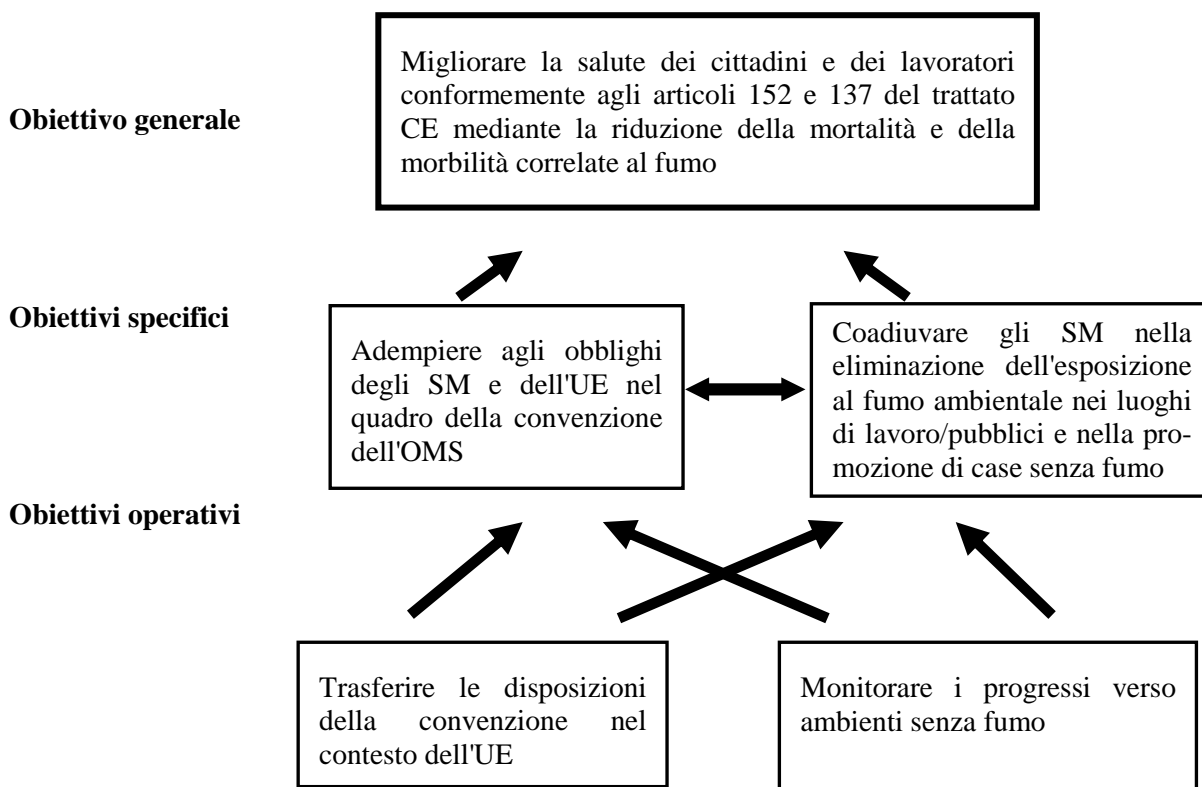 Migliorare la salute dei cittadini e dei lavoratori
conformemente agli articoli 152 e 137 del trattato
CE mediante la riduzione della mortalità e della
morbilità correlate al fumo
Obiettivo generale
Obiettivi specifici
Adempiere agli obblighi
degli SM e dell'UE nel
quadro della convenzione
dell'OMS
Coadiuvare gli SM nella
eliminazione dell'esposizione
al fumo ambientale nei luoghi
di lavoro/pubblici e nella pro-
mozione di case senza fumo
Obiettivi operativi
Trasferire le disposizioni
della convenzione nel
contesto dell'UE
Monitorare i progressi verso
ambienti senza fumo